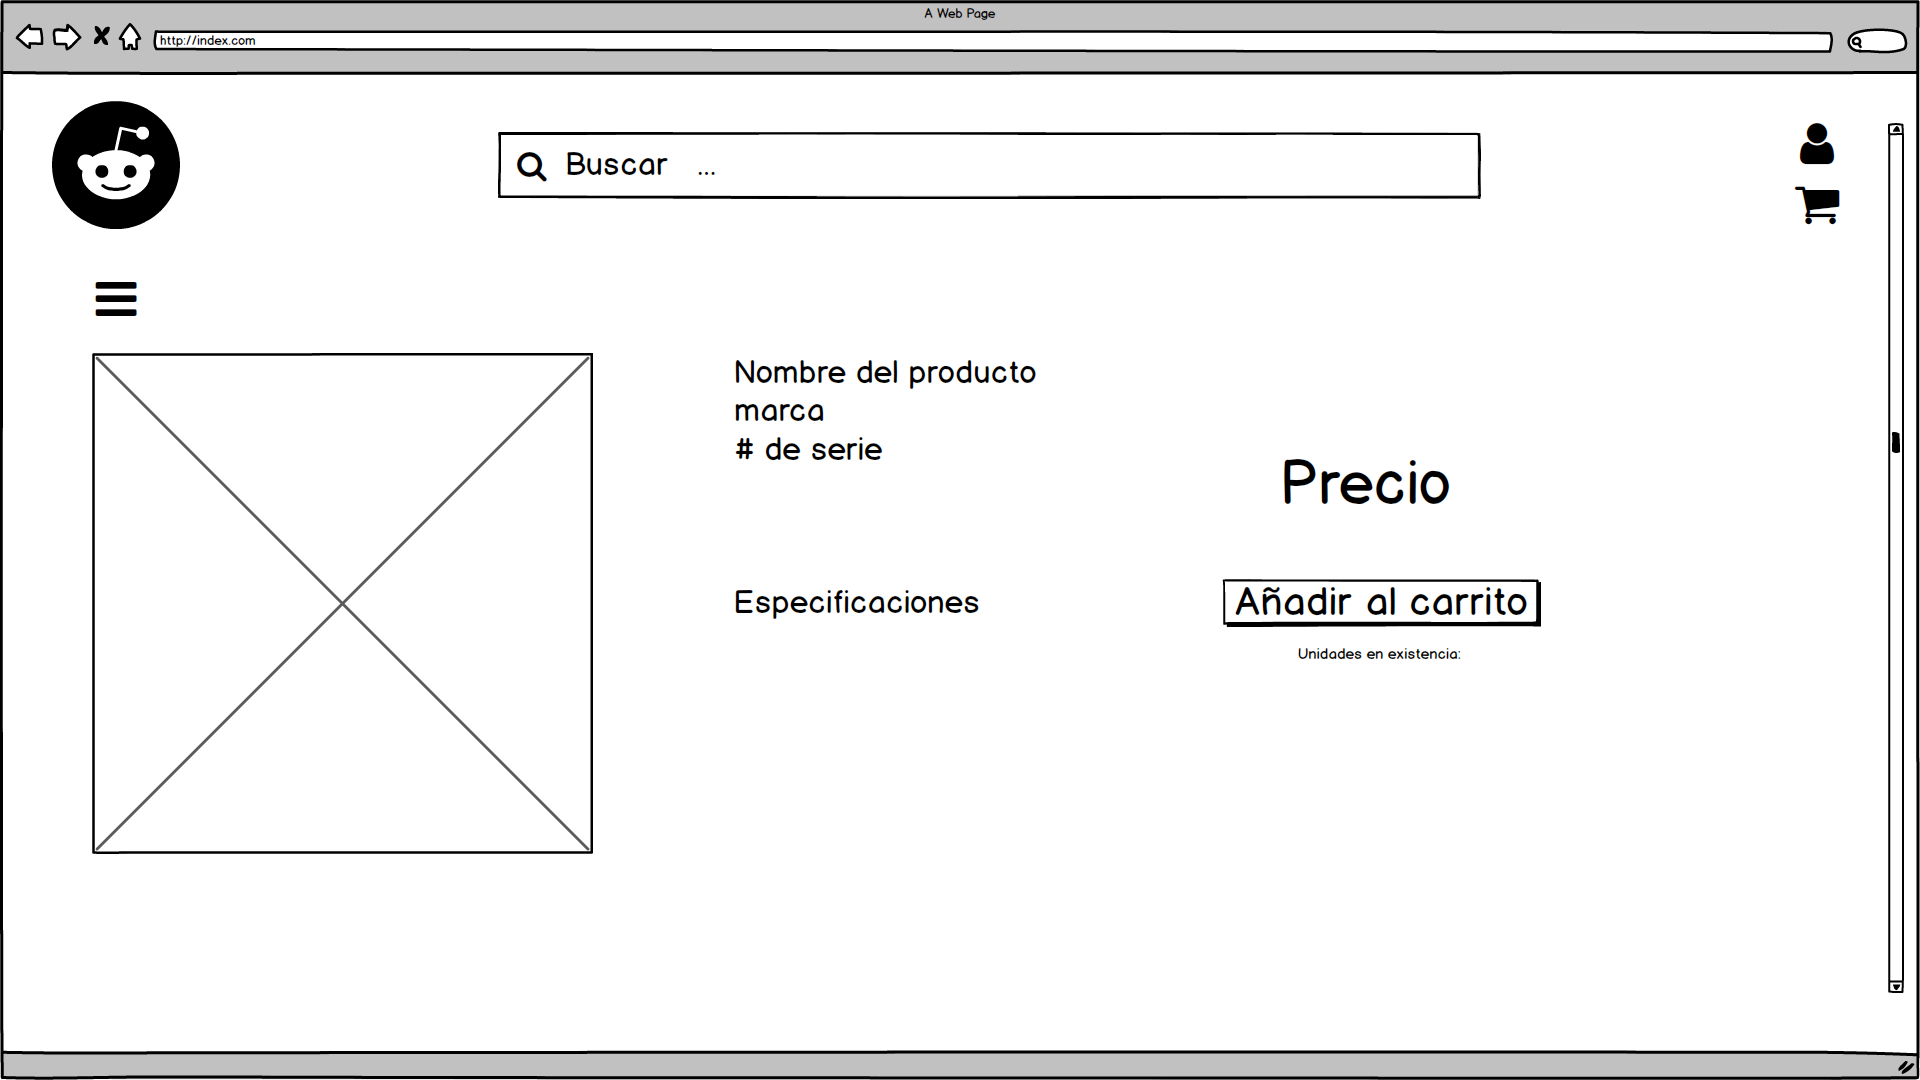 A Web Page
http://index.com
Buscar ...
Nombre del producto
marca
# de serie
Precio
Especificaciones
Añadir al carrito
Unidades en existencia: